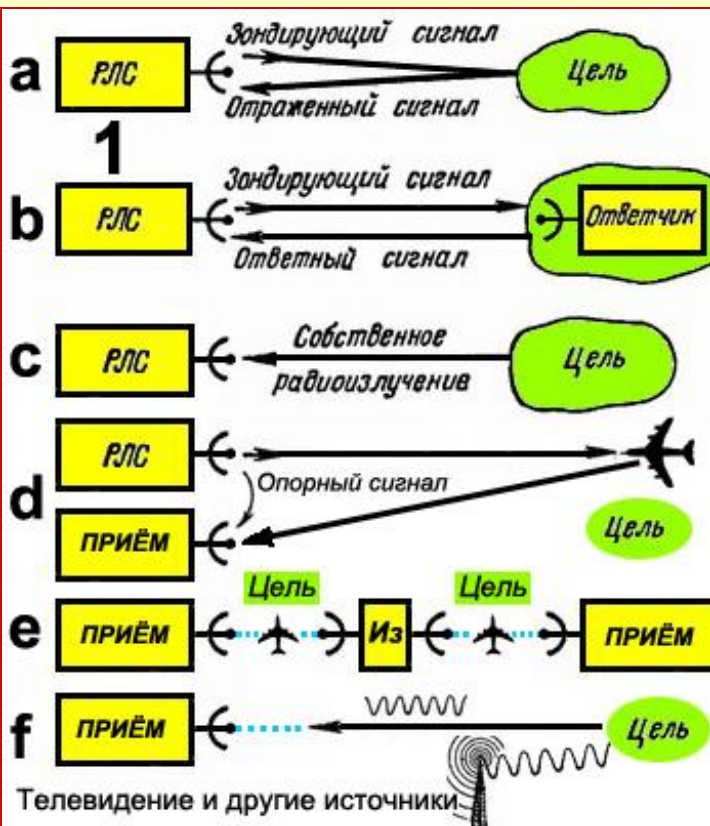 a
РЛС
Зондирующий сигнал
Отраженный сигнал
Цель
1
b
РЛС
Зондирующий сигнал
Ответный сигнал
Ответчик
c
РЛС
Собственное
радиоизлучение
Цель
d
РЛС
Опорный сигнал
ПРИЁМ
Цель
e
ПРИЁМ
Цель
Из
Цель
ПРИЁМ
f
ПРИЁМ
Цель
Телевидение и другие источники